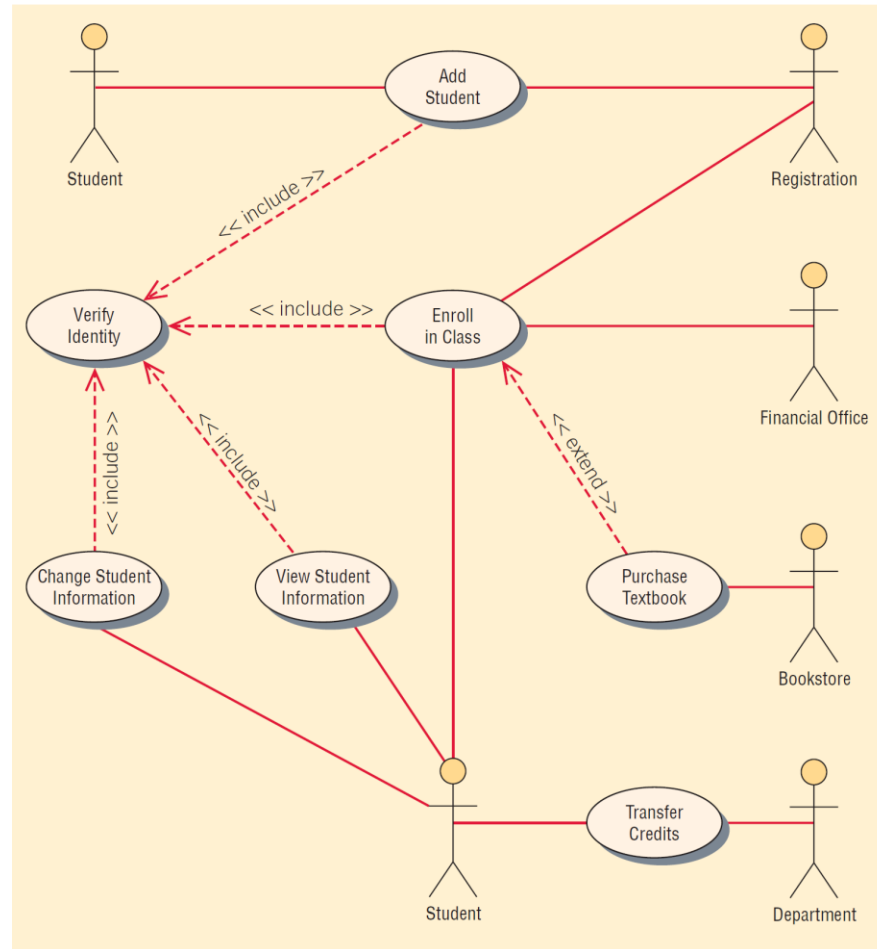 Add
Student
Student
Registration
<< include >>
Verify
Identity
<< include >>
Enroll
in Class
Financial Office
<< include >>
<< include >>
<< extend >>
Change Student
Information
View Student
Information
Purchase
Textbook
Bookstore
Transfer
Credits
Student
Department